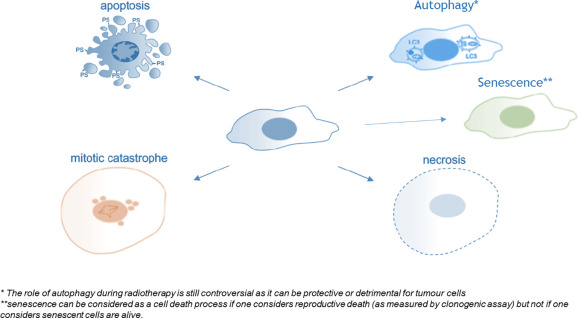 apoptosis
Autophagy*
PS
PS
PS
PS
PS
PS
LC3
LC3
Senescence**
mitotic catastrophe
necrosis
* The role of autophagy during radiotherapy is still controversial as it can be protective or detrimental for tumour cells
**senescence can be considered as a cell death process if one considers reproductive death (as measured by clonogenic assay) but not if one
considers senescent cells are alive.